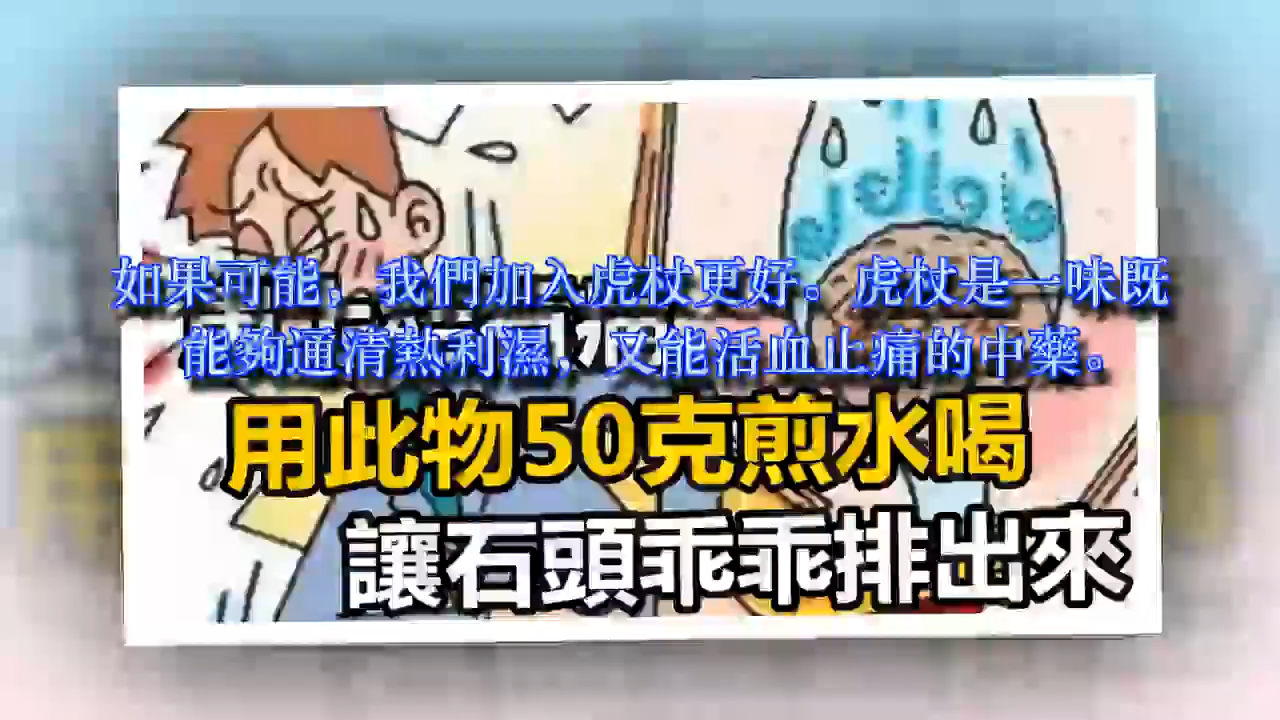 如果可能，我們加入虎杖更好。虎杖是一味既
能夠通清熱利濕，又能活血止痛的中藥。
用此物50克煎水喝
讓石頭乖乖排出來